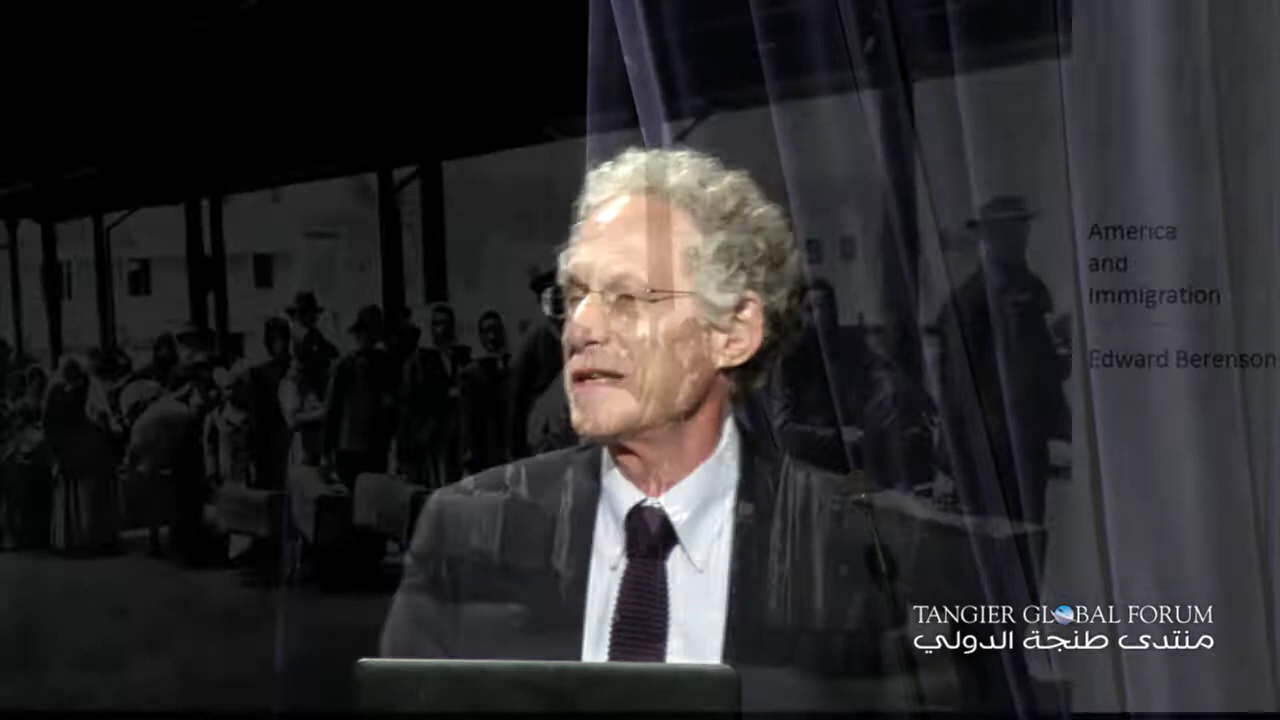 America
and
immigration
Edward Berenson
TANGIER GLOBAL FORUM
منتدى طنجة الدولي